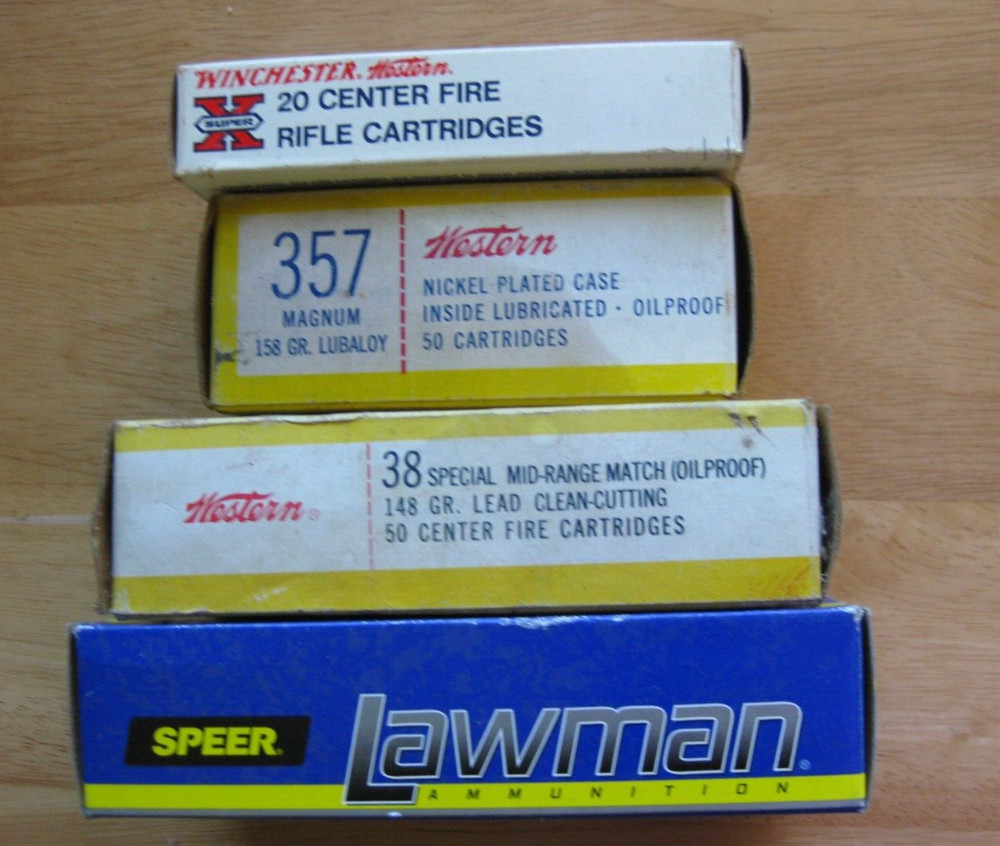 WINCHESTER. Western.
SUPER X
20 CENTER FIRE
RIFLE CARTRIDGES
357
MAGNUM
158 GR. LUBALOY
Western
NICKEL PLATED CASE
INSIDE LUBRICATED · OILPROOF
50 CARTRIDGES
Western®
38 SPECIAL MID-RANGE MATCH (OILPROOF)
148 GR. LEAD CLEAN-CUTTING
50 CENTER FIRE CARTRIDGES
SPEER.
Lawman®
AMMUNITION